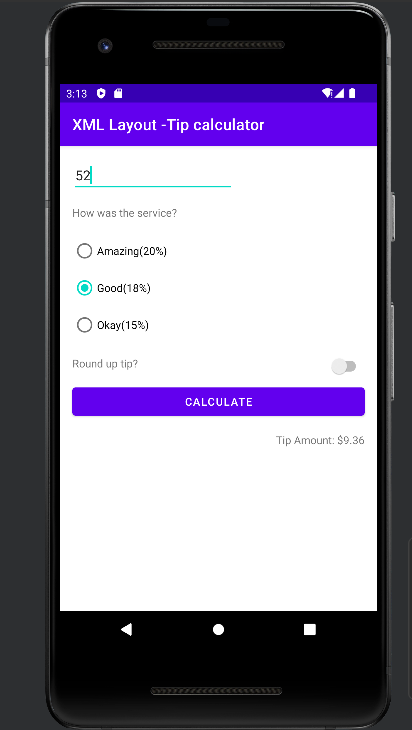 3:13
XML Layout -Tip calculator
52
How was the service?
Amazing(20%)
Good(18%)
Okay(15%)
Round up tip?
CALCULATE
Tip Amount: $9.36